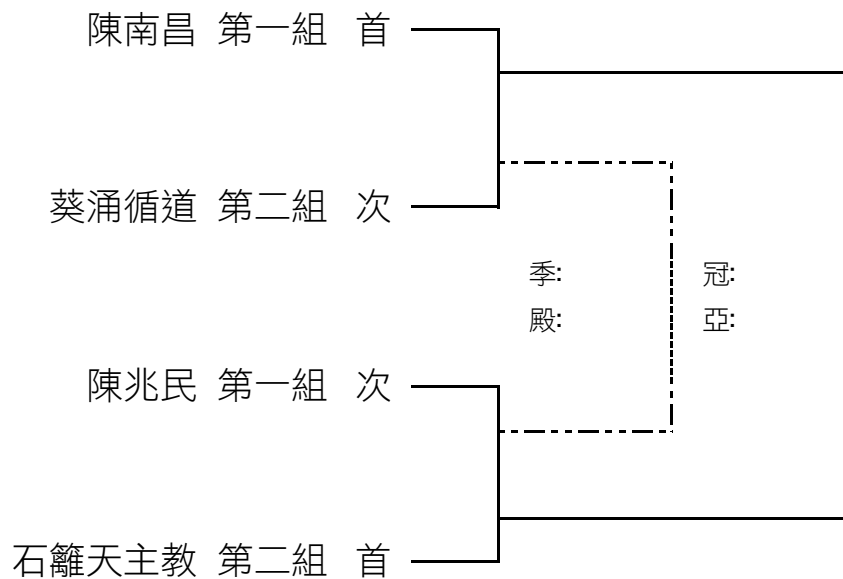 陳南昌 第一組 首
葵涌循道 第二組 次
季: 冠:
殿: 亞:
陳兆民 第一組 次
石籬天主教 第二組 首